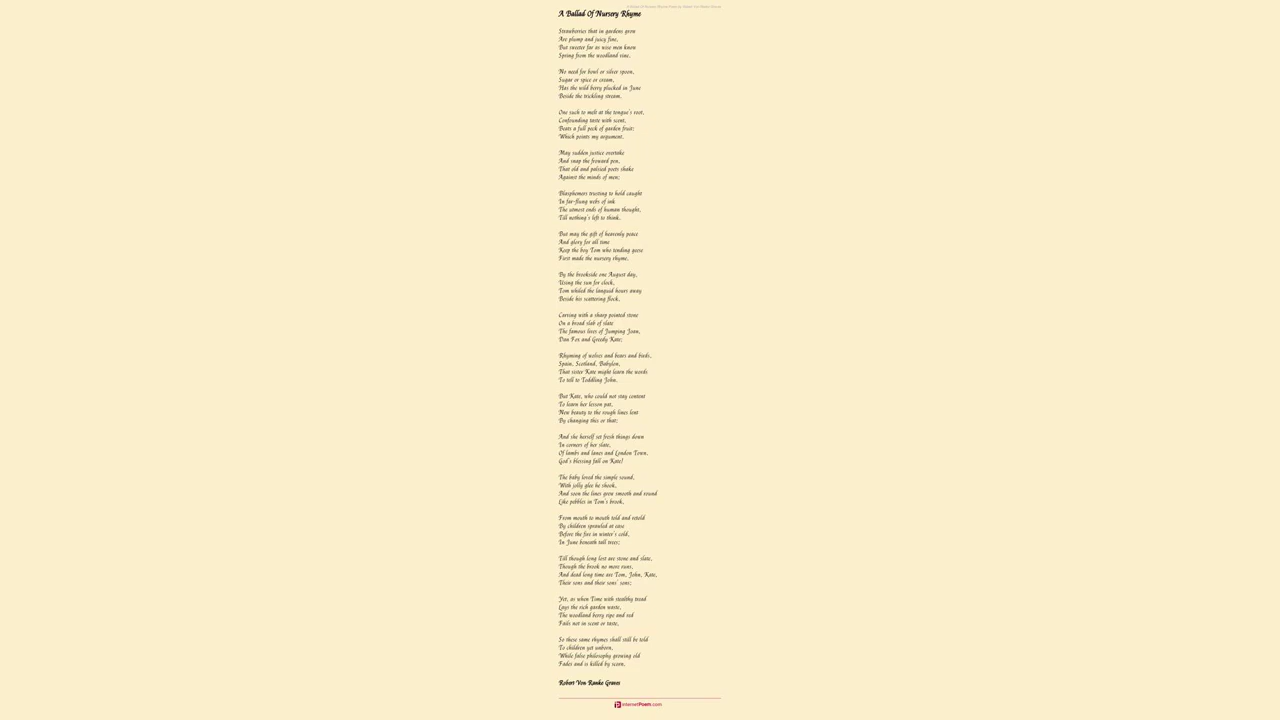 A Ballad Of Nursery Rhyme Poem by Robert Von Ranke Graves
A Ballad Of Nursery Rhyme
Strawberries that in gardens grow
Are plump and juicy fine,
But sweeter far as wise men know
Spring from the woodland vine.
No need for bowl or silver spoon,
Sugar or spice or cream,
Has the wild berry plucked in June
Beside the trickling stream.
One such to melt at the tongue's root,
Confounding taste with scent,
Beats a full peck of garden fruit:
Which points my argument.
May sudden justice overtake
And snap the froward pen,
That old and palsied poets shake
Against the minds of men;
Blasphemers trusting to hold caught
In far-flung webs of ink
The utmost ends of human thought,
Till nothing's left to think.
But may the gift of heavenly peace
And glory for all time
Keep the boy Tom who tending geese
First made the nursery rhyme.
By the brookside one August day,
Using the sun for clock,
Tom whiled the languid hours away
Beside his scattering flock,
Carving with a sharp pointed stone
On a broad slab of slate
The famous lives of Jumping Joan,
Dan Fox and Greedy Kate;
Rhyming of wolves and bears and birds,
Spain, Scotland, Babylon,
That sister Kate might learn the words
To tell to Toddling John.
But Kate, who could not stay content
To learn her lesson pat,
New beauty to the rough lines lent
By changing this or that;
And she herself set fresh things down
In corners of her slate,
Of lambs and lanes and London Town.
God's blessing fall on Kate!
The baby loved the simple sound,
With jolly glee he shook,
And soon the lines grew smooth and round
Like pebbles in Tom's brook,
From mouth to mouth told and retold
By children sprawled at ease
Before the fire in winter's cold,
In June beneath tall trees;
Till though long lost are stone and slate,
Though the brook no more runs,
And dead long time are Tom, John, Kate,
Their sons and their sons' sons;
Yet, as when Time with stealthy tread
Lays the rich garden waste,
The woodland berry ripe and red
Fails not in scent or taste,
So these same rhymes shall still be told
To children yet unborn,
While false philosophy growing old
Fades and is killed by scorn.
Robert Von Ranke Graves
internetPoem.com